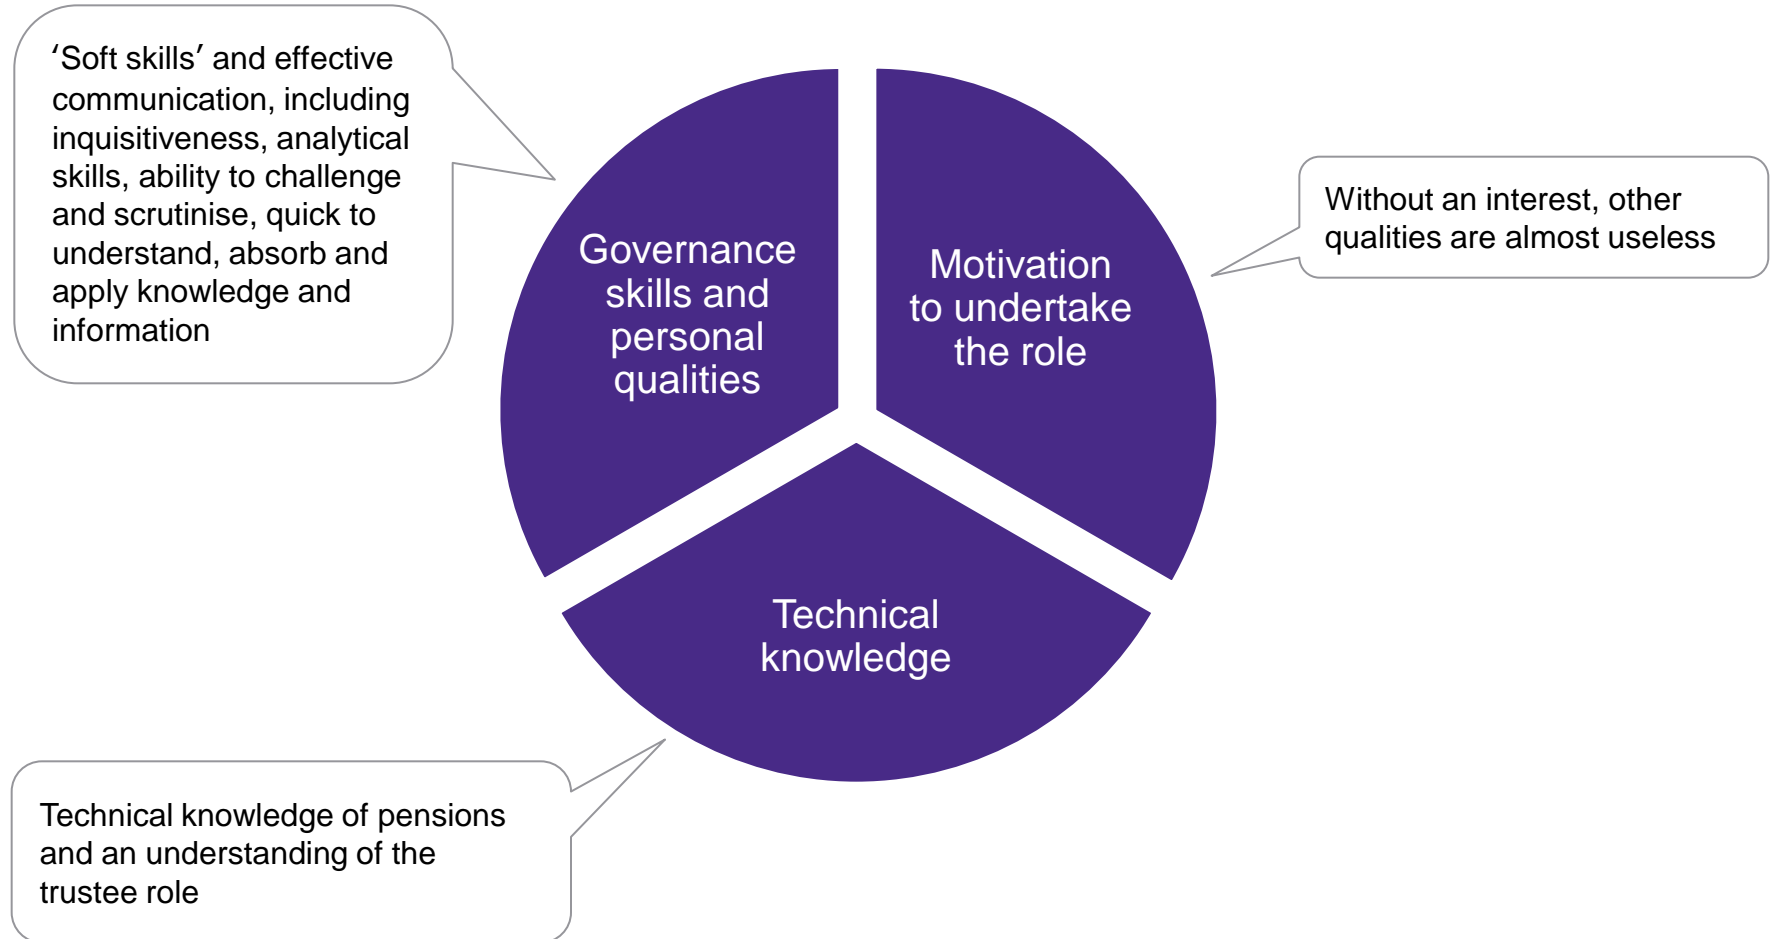 ‘Soft skills’ and effective
communication, including
inquisitiveness, analytical
skills, ability to challenge
and scrutinise, quick to
understand, absorb and
apply knowledge and
information
Governance
skills and
personal
qualities
Motivation
to undertake
the role
Without an interest, other
qualities are almost useless
Technical
knowledge
Technical knowledge of pensions
and an understanding of the
trustee role